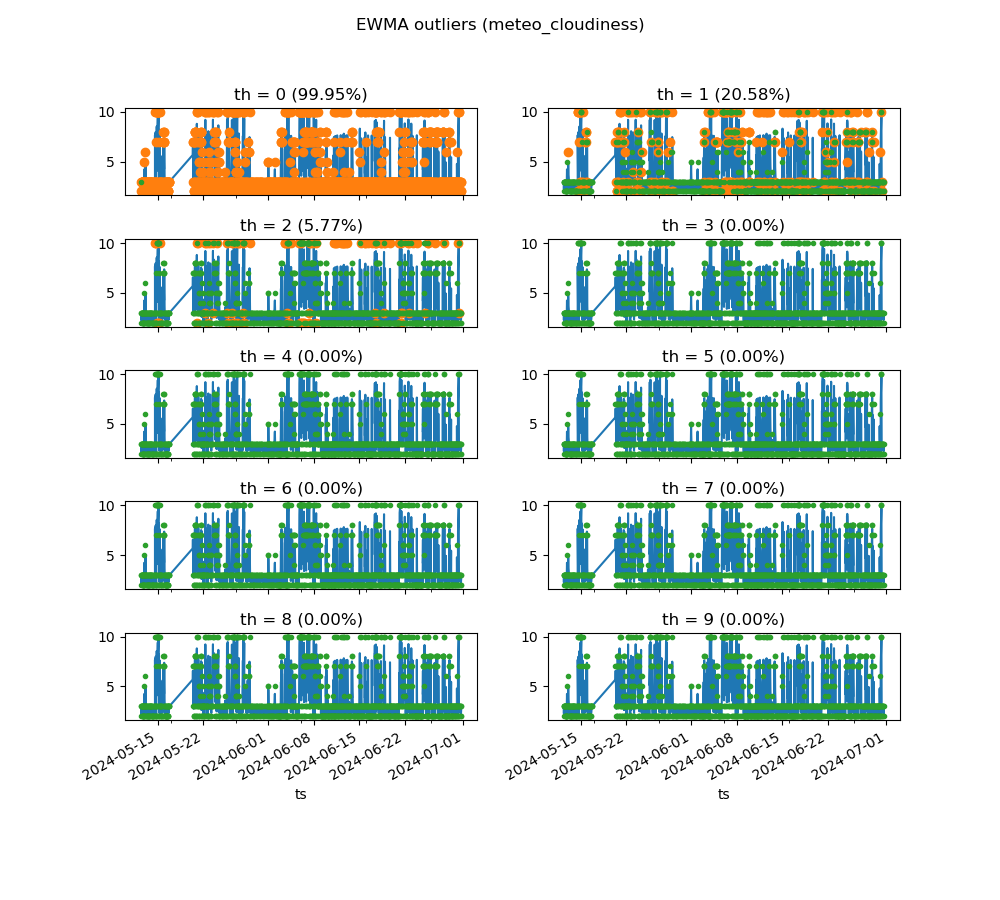 EWMA outliers (meteo_cloudiness)
th = 0 (99.95%)
th = 1 (20.58%)
10
5
10
5
th = 2 (5.77%)
th = 3 (0.00%)
10
5
10
5
th = 4 (0.00%)
th = 5 (0.00%)
10
5
10
5
th = 6 (0.00%)
th = 7 (0.00%)
10
5
10
5
th = 8 (0.00%)
th = 9 (0.00%)
10
5
10
5
2024-05-15
2024-05-22
2024-06-01
2024-06-08
2024-06-15
2024-06-22
2024-07-01
ts
2024-05-15
2024-05-22
2024-06-01
2024-06-08
2024-06-15
2024-06-22
2024-07-01
ts